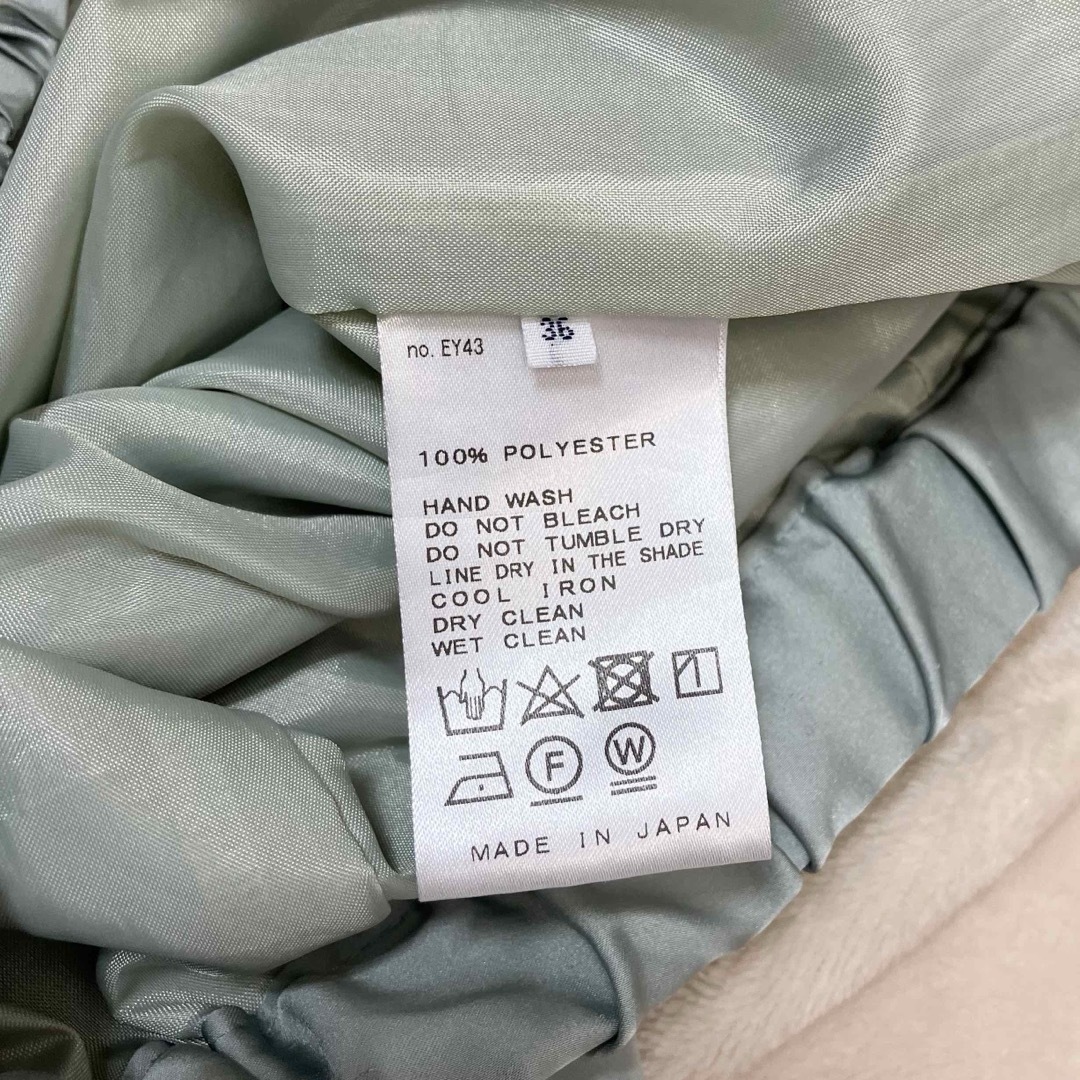 36
no. EY43
100% POLYESTER
HAND WASH
DO NOT BLEACH
DO NOT TUMBLE DRY
LINE DRY IN THE SHADE
COOL IRON
DRY CLEAN
WET CLEAN
F W
MADE IN JAPAN